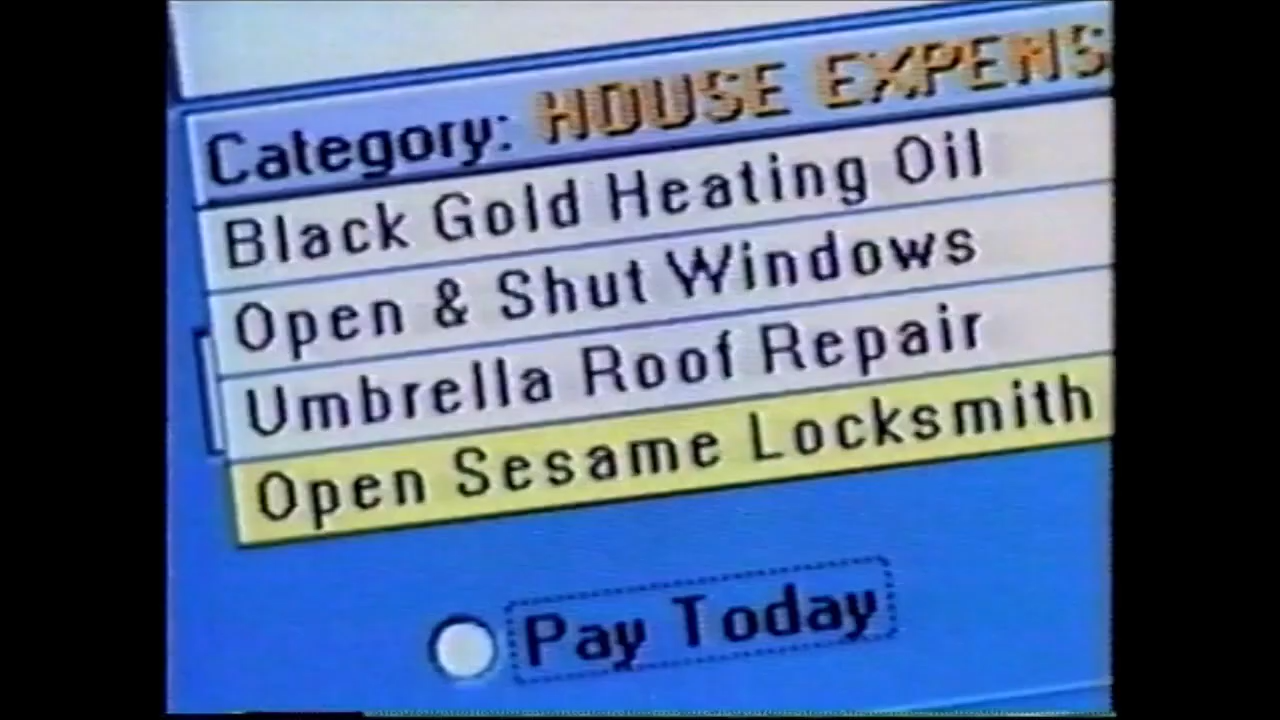 Category: HOUSE EXPENS
Black Gold Heating Oil
Open & Shut Windows
Umbrella Roof Repair
Open Sesame Locksmith
Pay Today